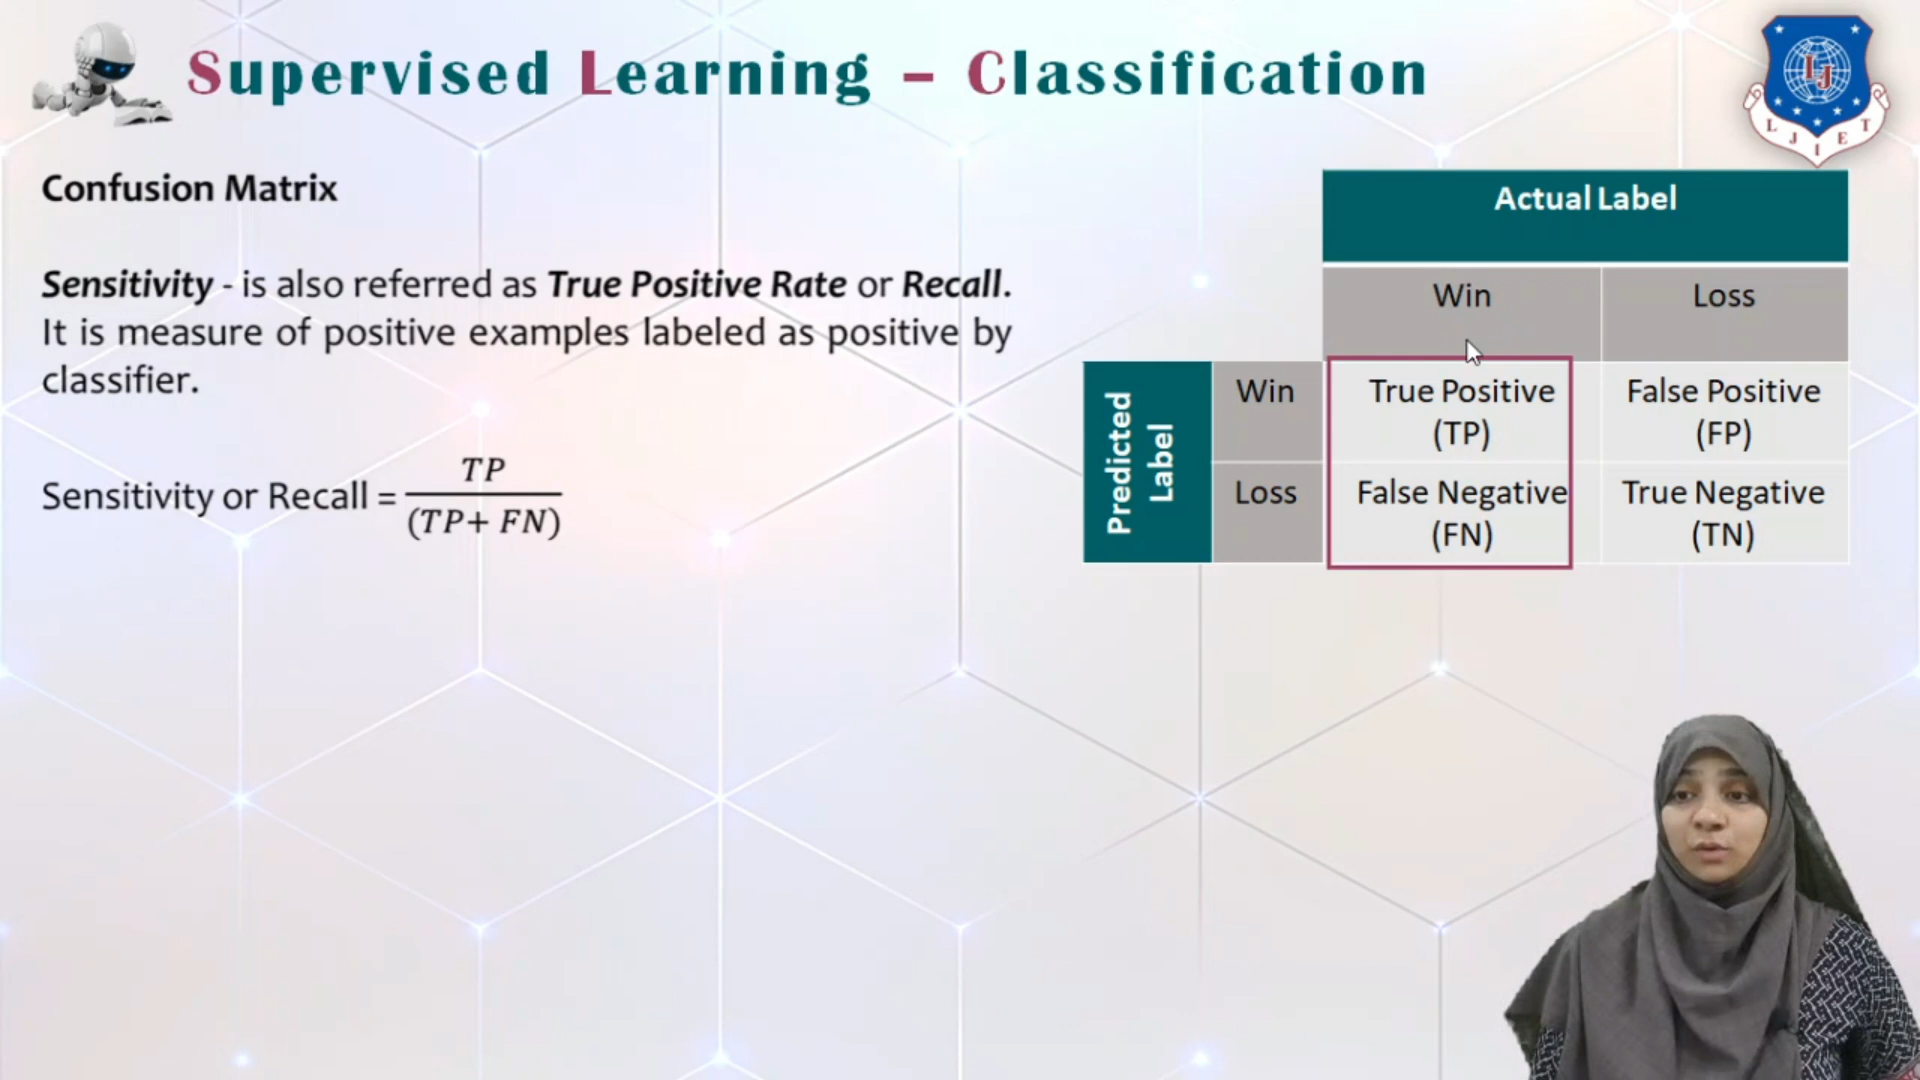 Supervised Learning – Classification
LJ
L J I E T
Confusion Matrix
Sensitivity - is also referred as True Positive Rate or Recall.
It is measure of positive examples labeled as positive by
classifier.
Sensitivity or Recall = TP / (TP+ FN)
Actual Label
Win Loss
Predicted
Label
Win
True Positive
(TP)
False Positive
(FP)
Loss
False Negative
(FN)
True Negative
(TN)